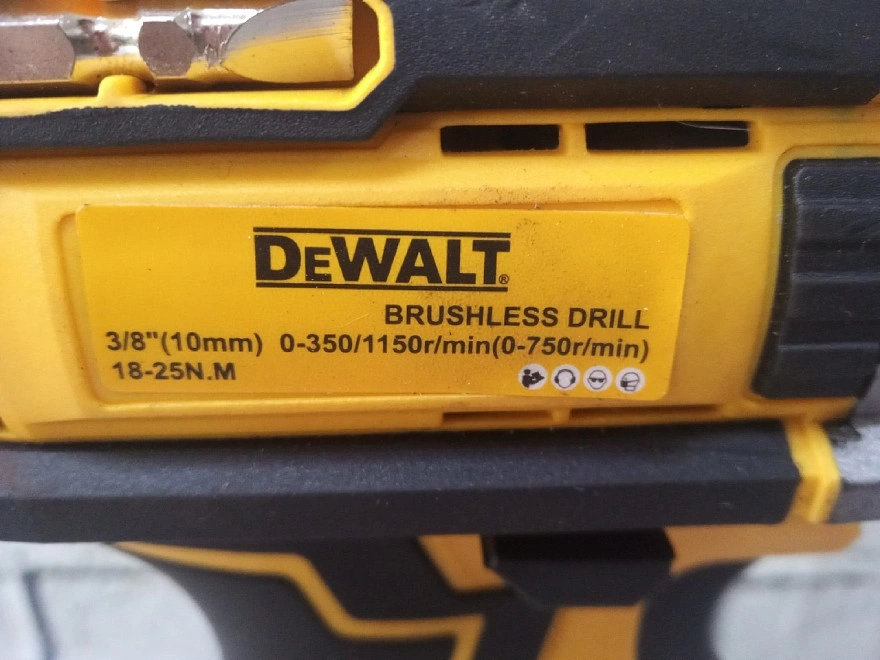 DEWALT®
BRUSHLESS DRILL
3/8"(10mm) 0-350/1150r/min(0-750r/min)
18-25N.M